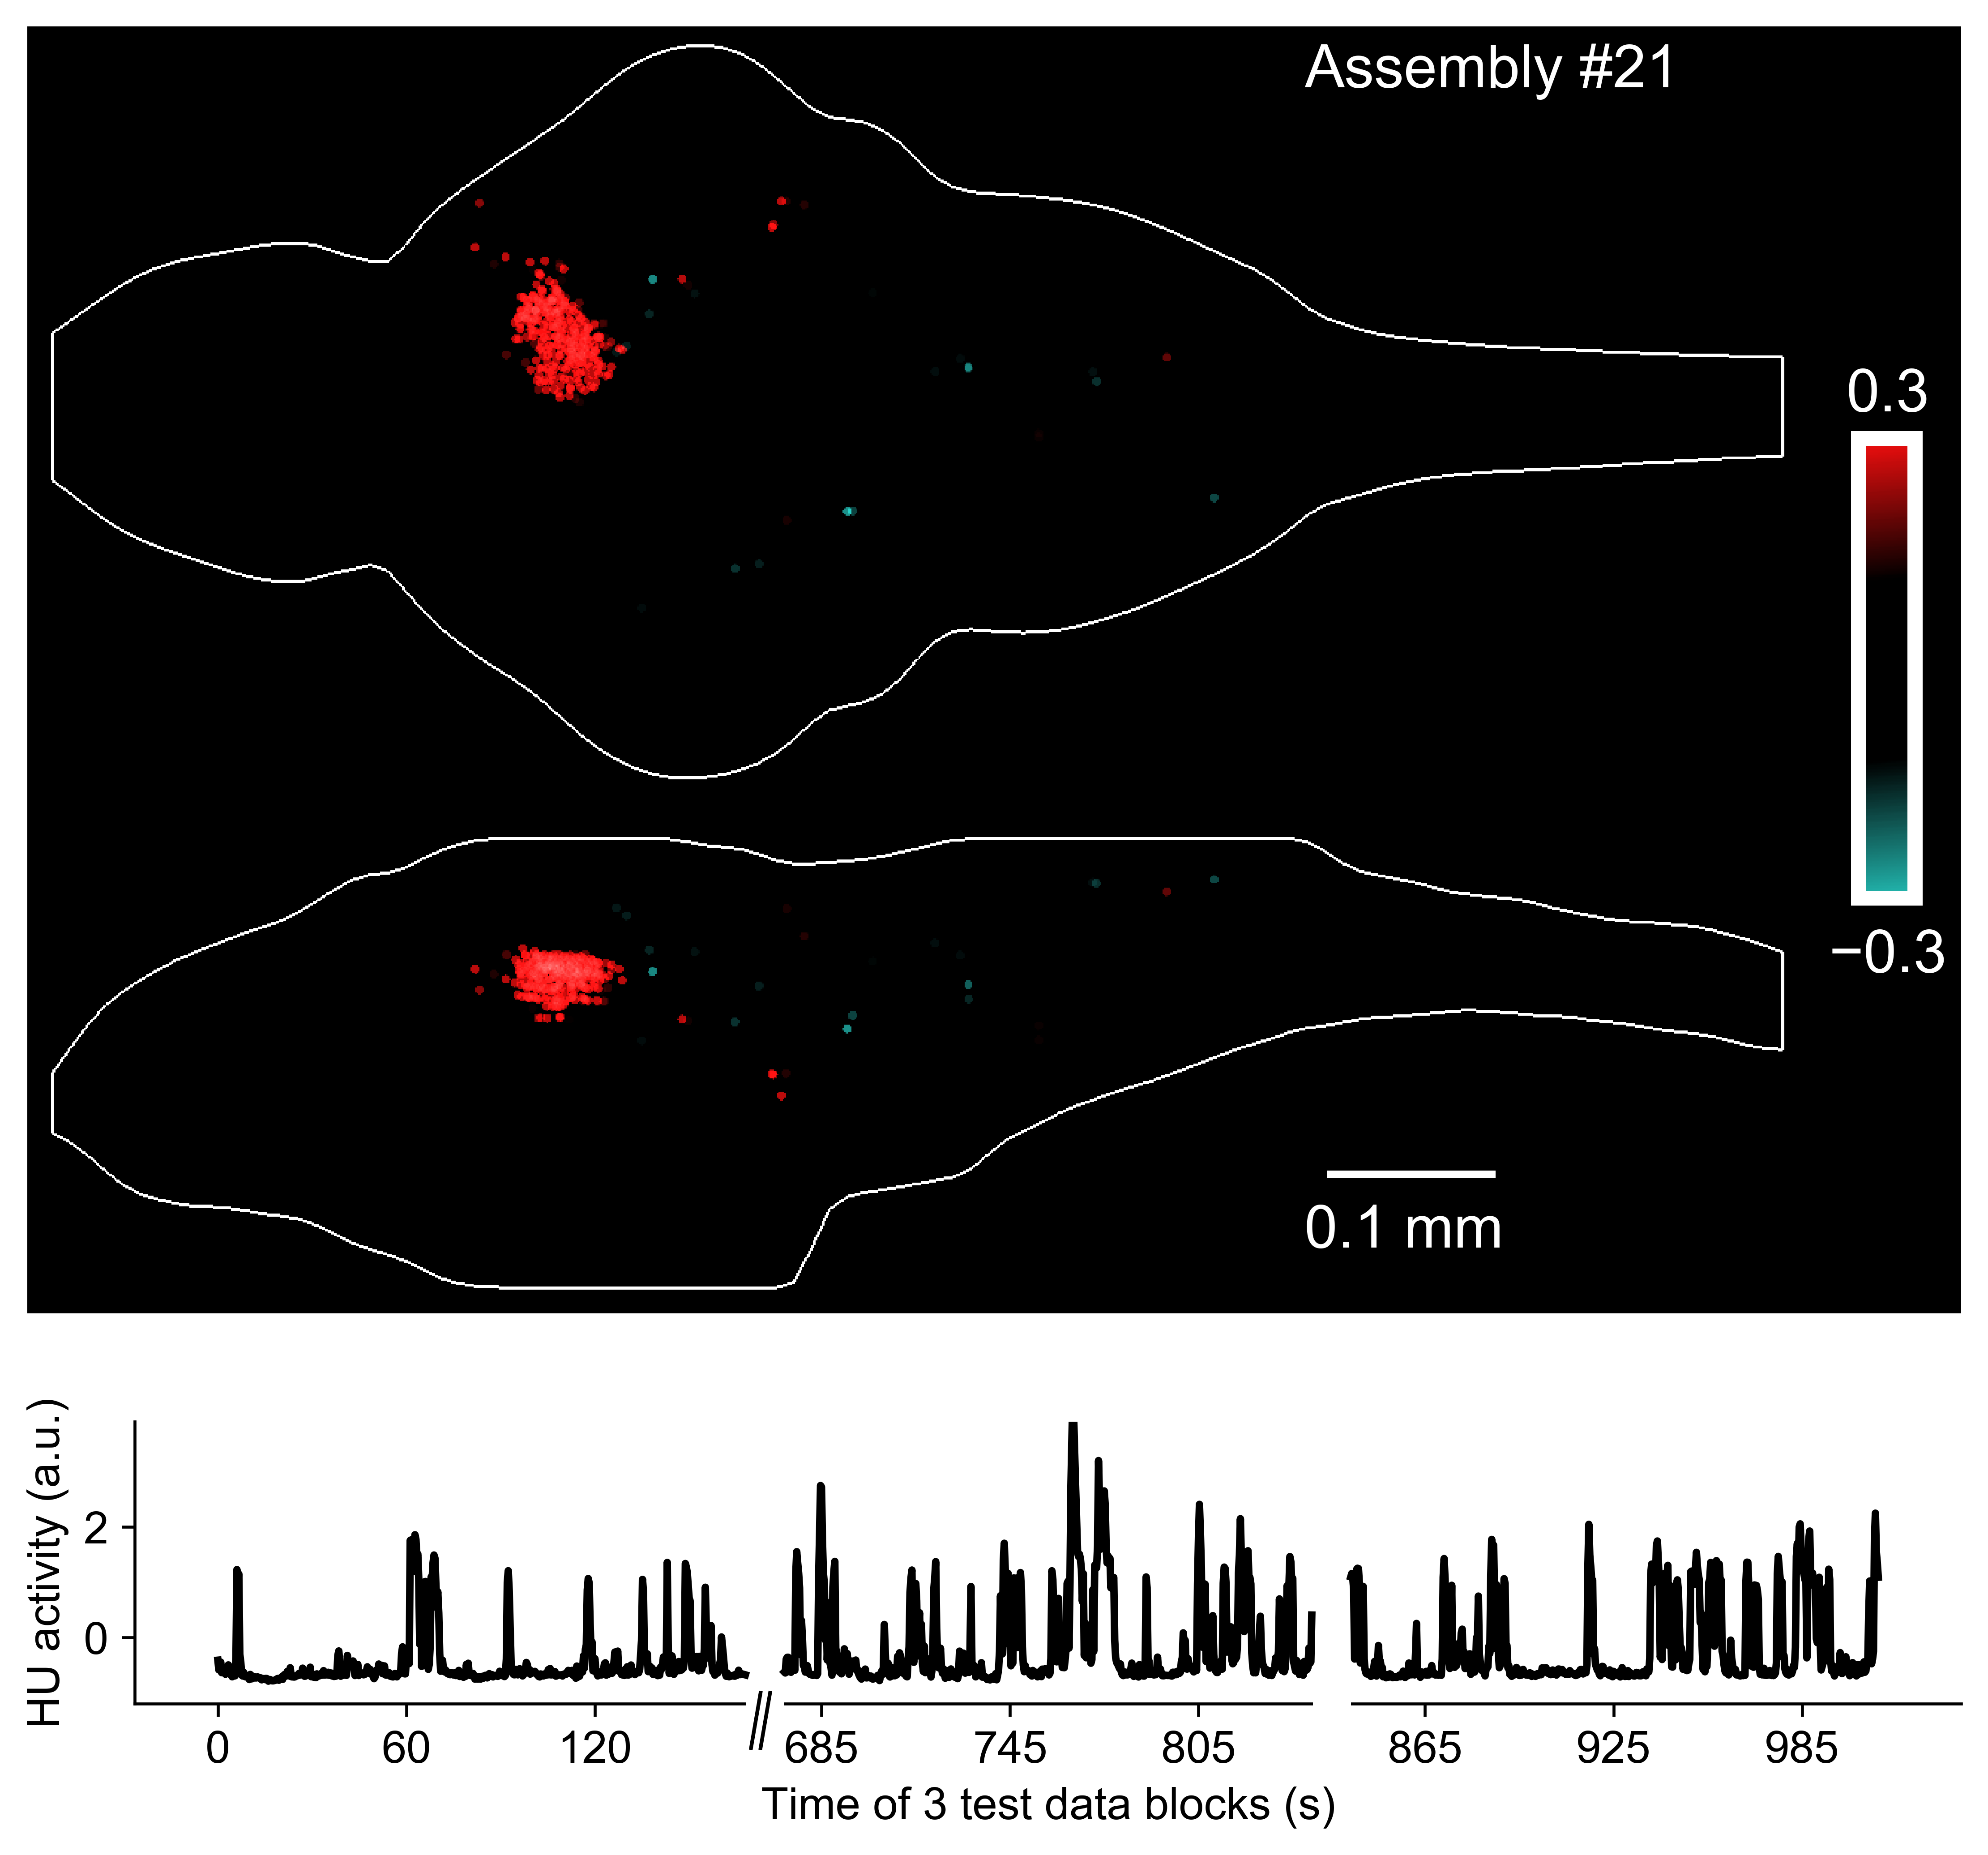 Assembly #21
0.3
−0.3
0.1 mm
HU activity (a.u.)
2
0
0 60 120 685 745 805 865 925 985
Time of 3 test data blocks (s)